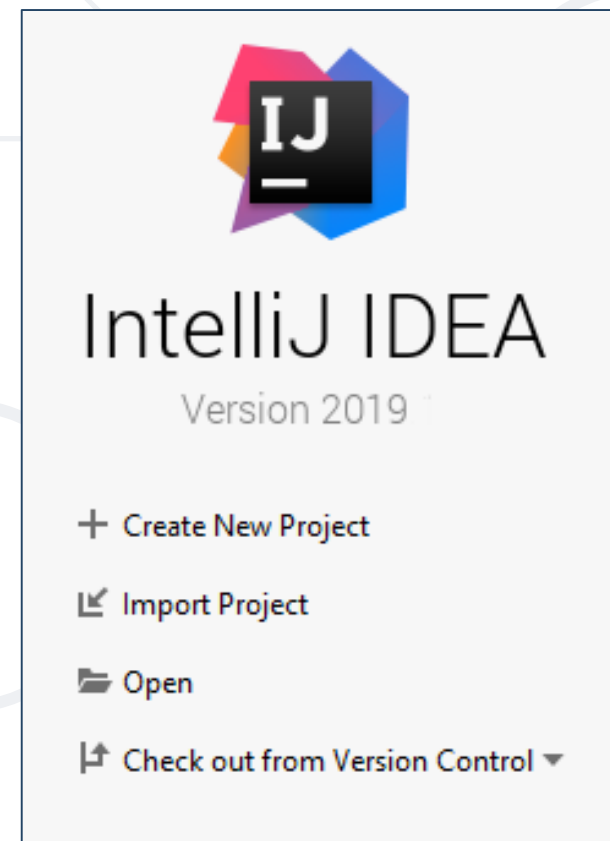 IJ
IntelliJ IDEA
Version 2019
Create New Project
Import Project
Open
Check out from Version Control